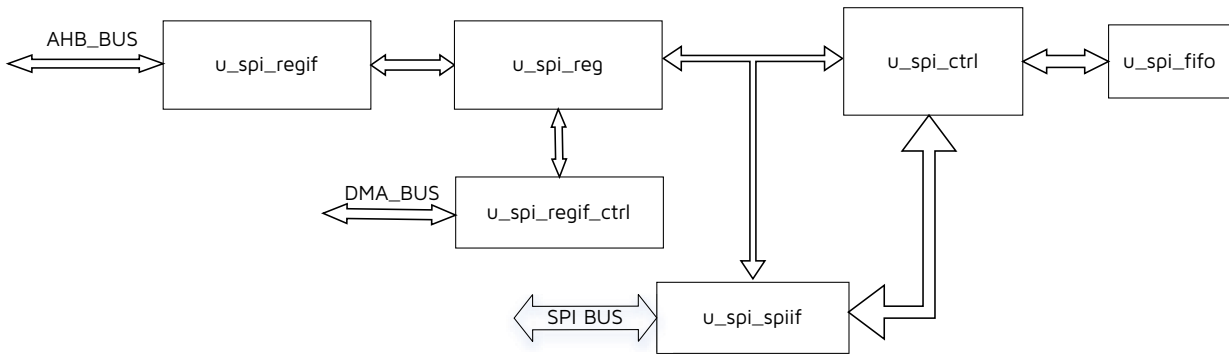 AHB_BUS
u_spi_regif
u_spi_reg
u_spi_ctrl
u_spi_fifo
DMA_BUS
u_spi_regif_ctrl
SPI BUS
u_spi_spiif